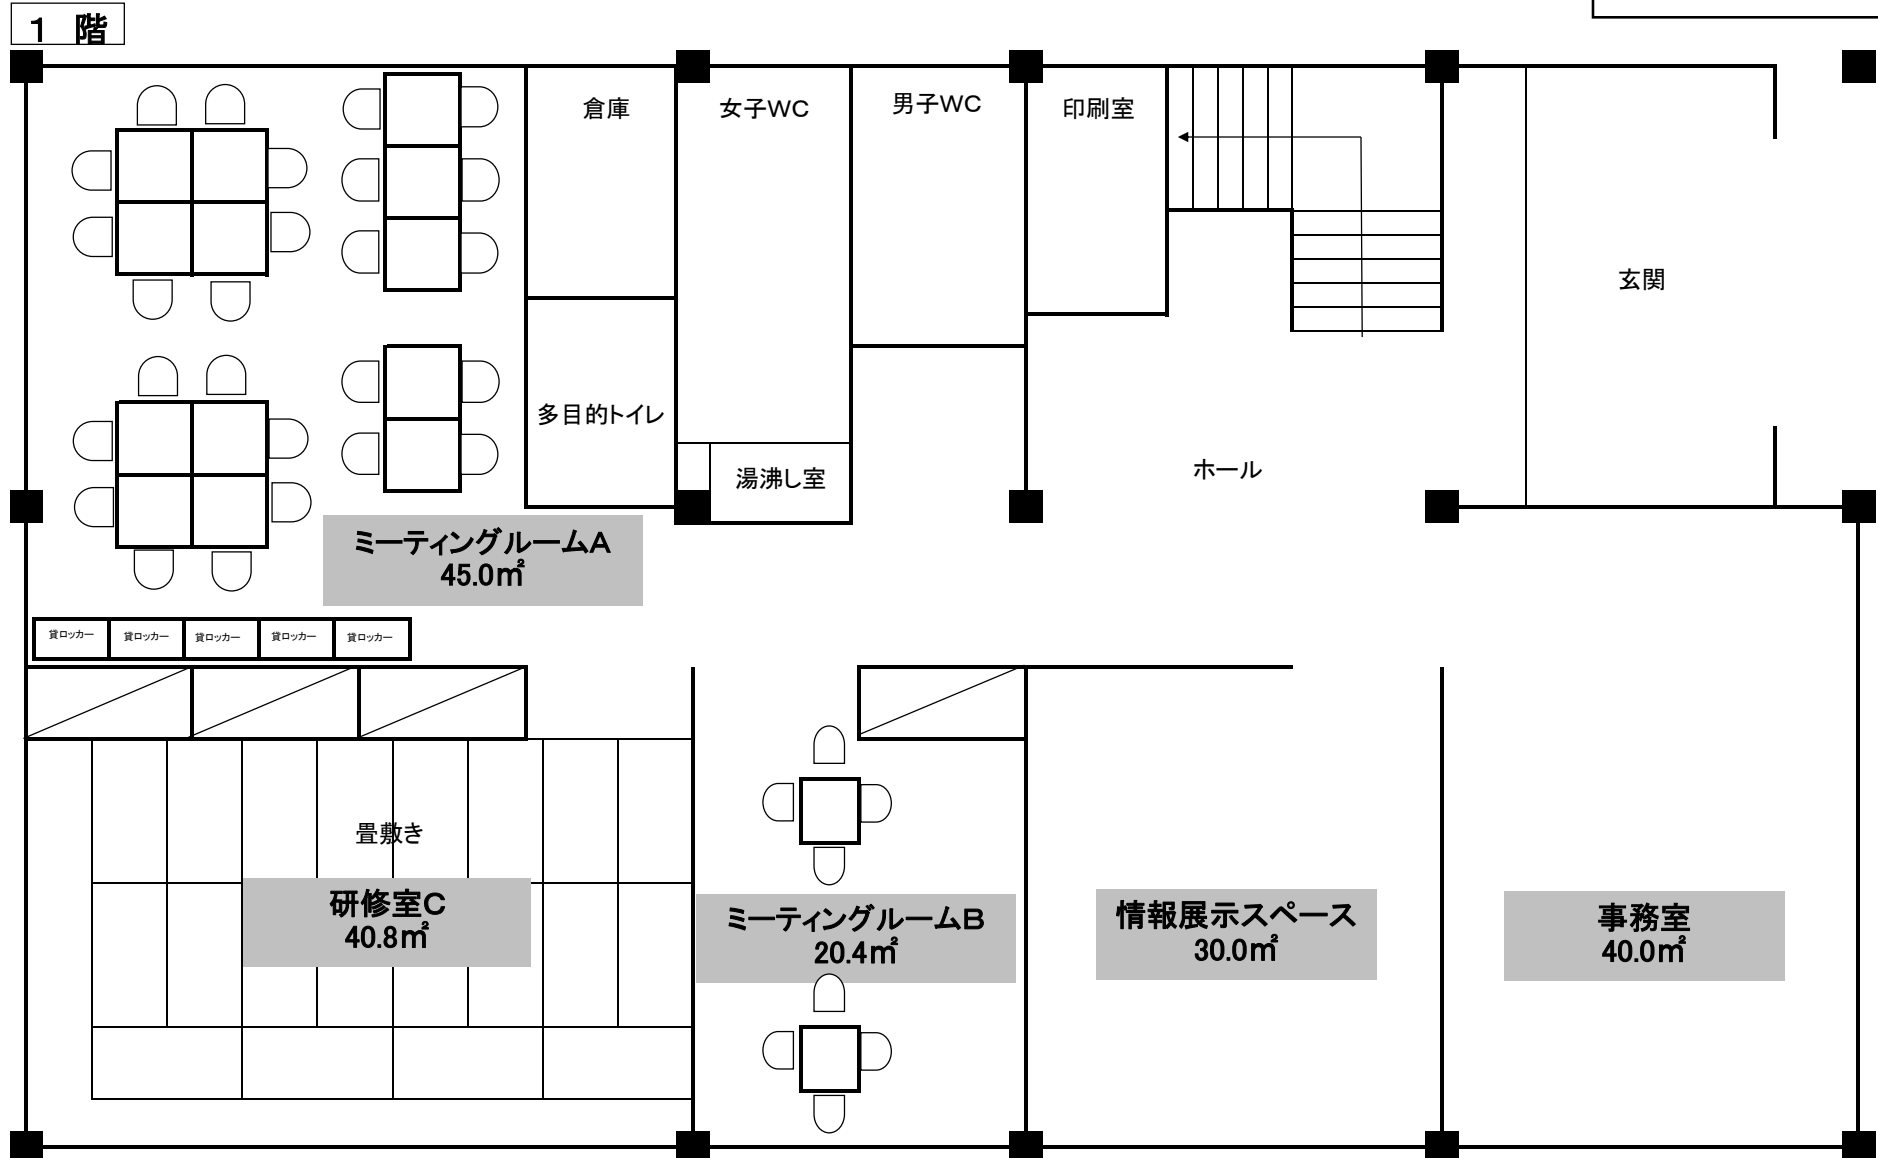 1 階
倉庫
女子WC
男子WC
印刷室
玄関
多目的トイレ
湯沸し室
ホール
ミーティングルームA
45.0㎡
貸ロッカー
貸ロッカー
貸ロッカー
貸ロッカー
貸ロッカー
畳敷き
研修室C
40.8㎡
ミーティングルームB
20.4㎡
情報展示スペース
30.0㎡
事務室
40.0㎡